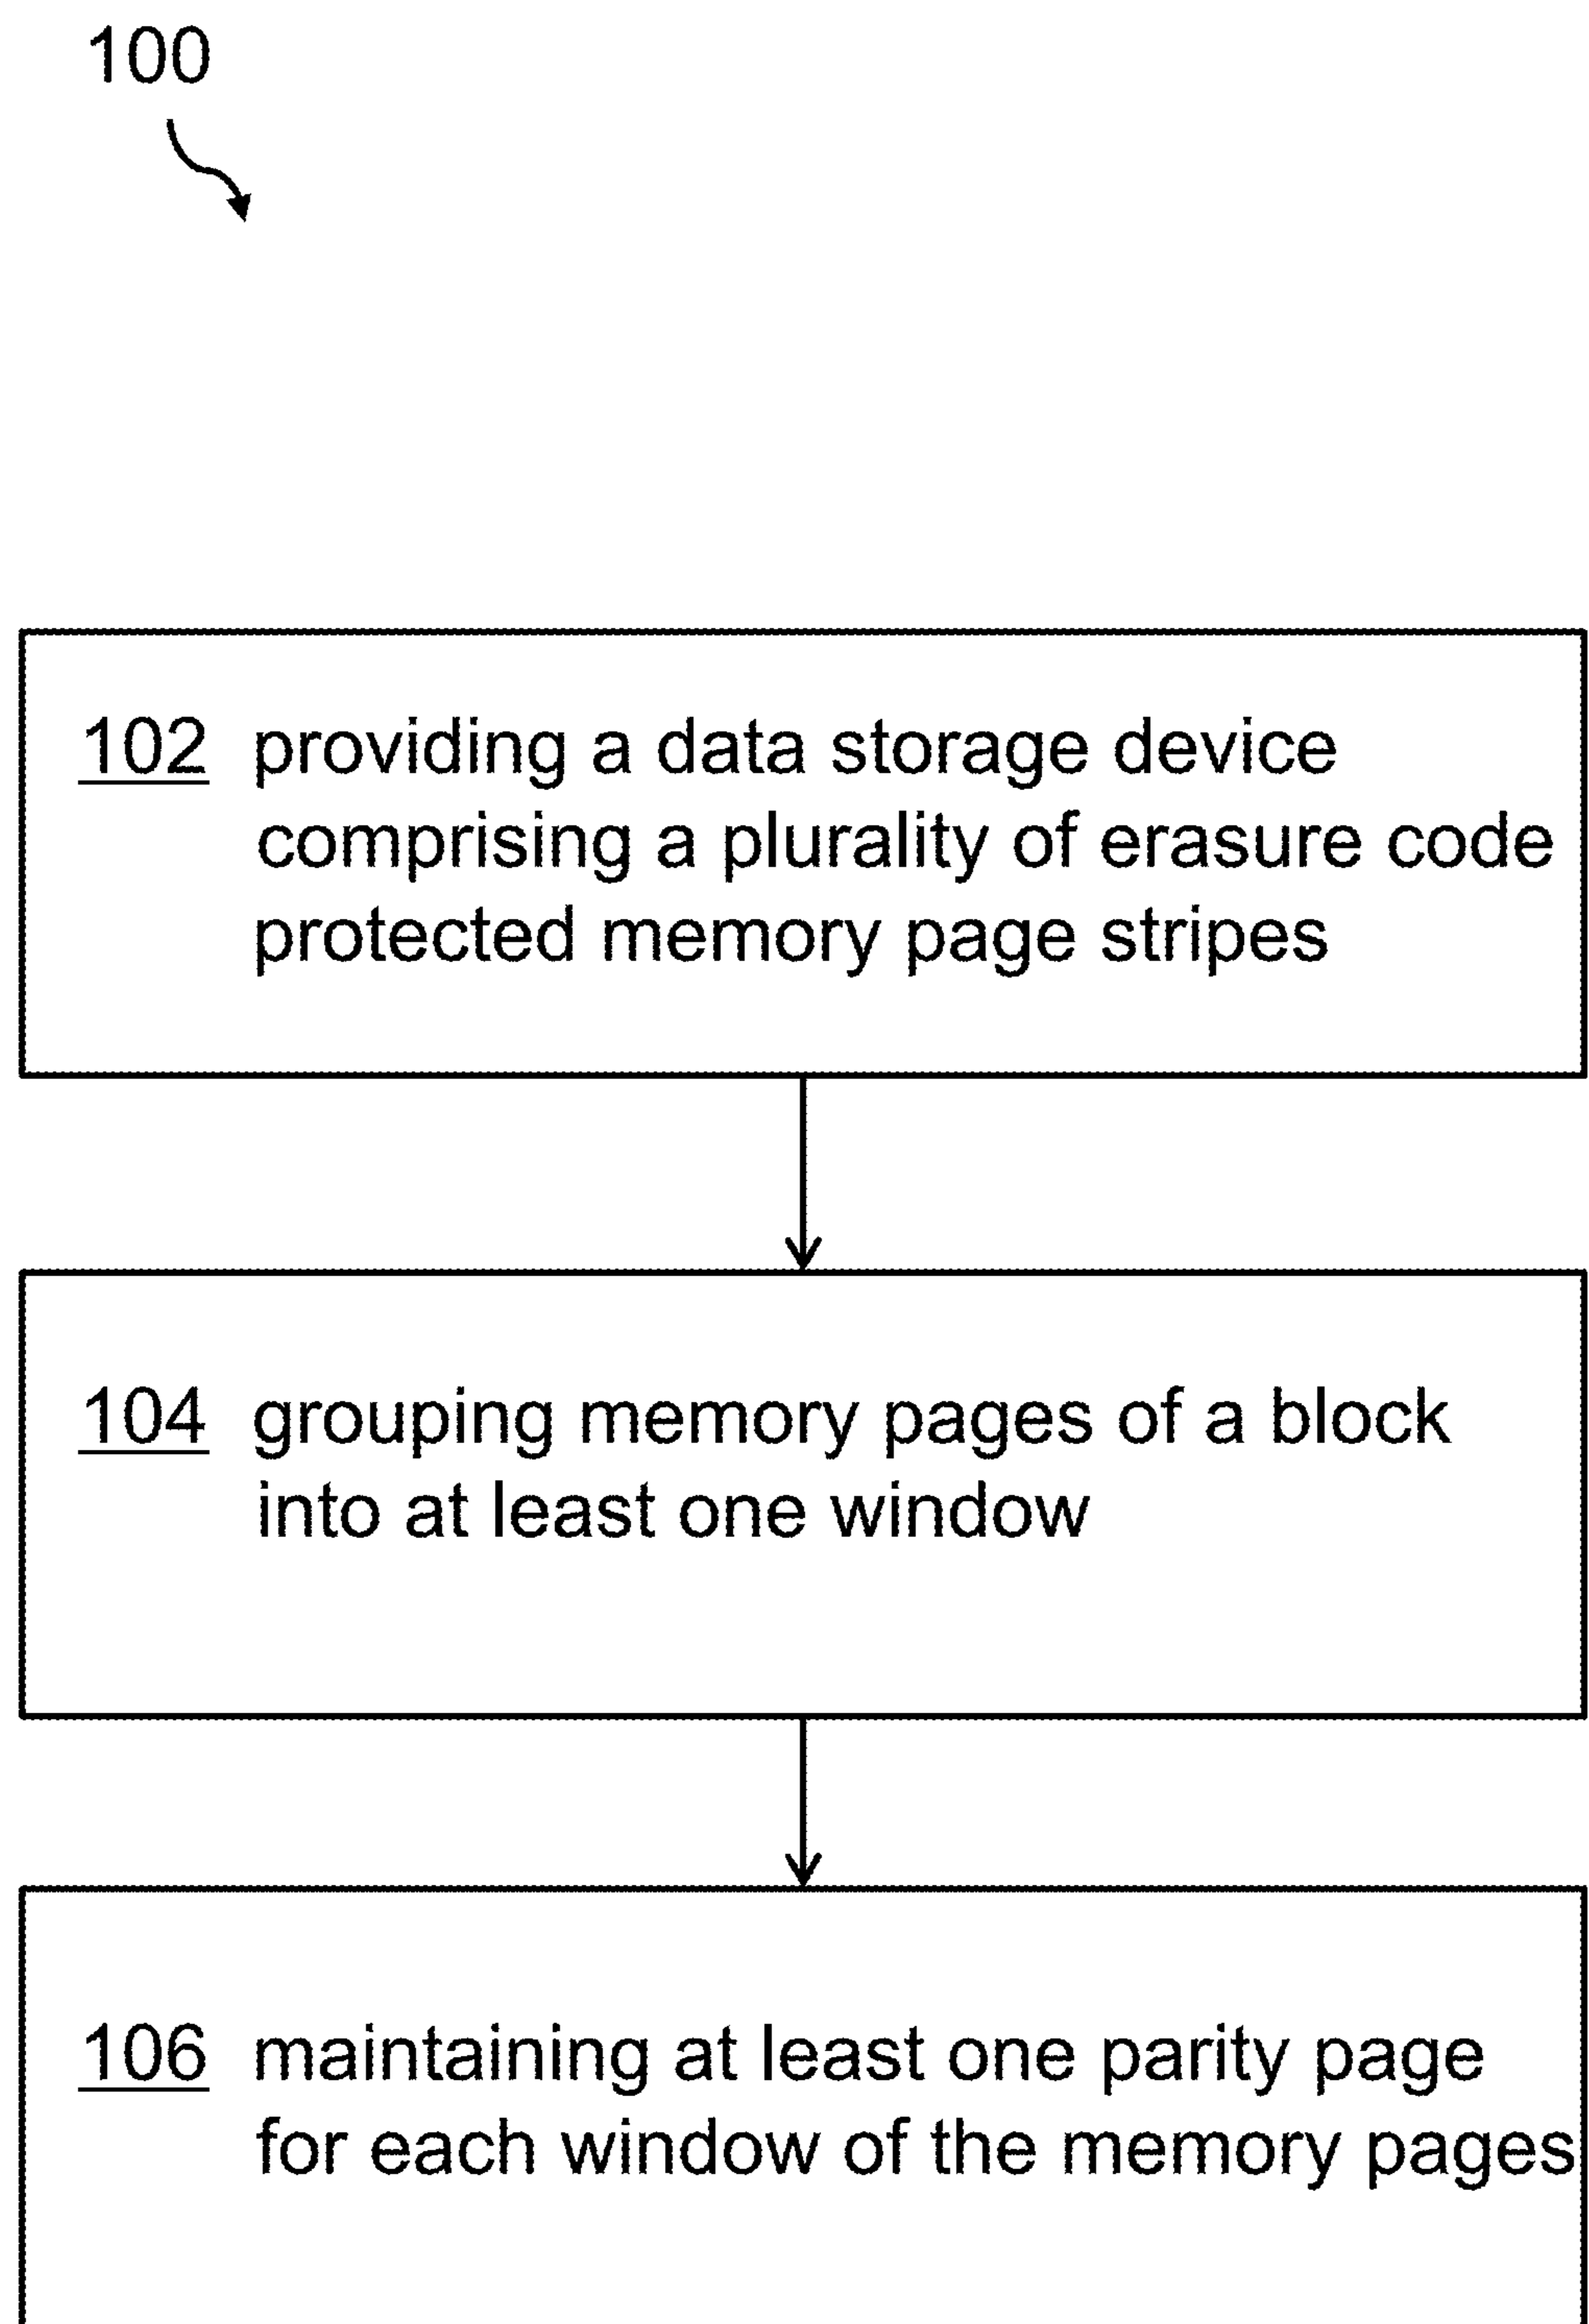 100
102 providing a data storage device
comprising a plurality of erasure code
protected memory page stripes
104 grouping memory pages of a block
into at least one window
106 maintaining at least one parity page
for each window of the memory pages